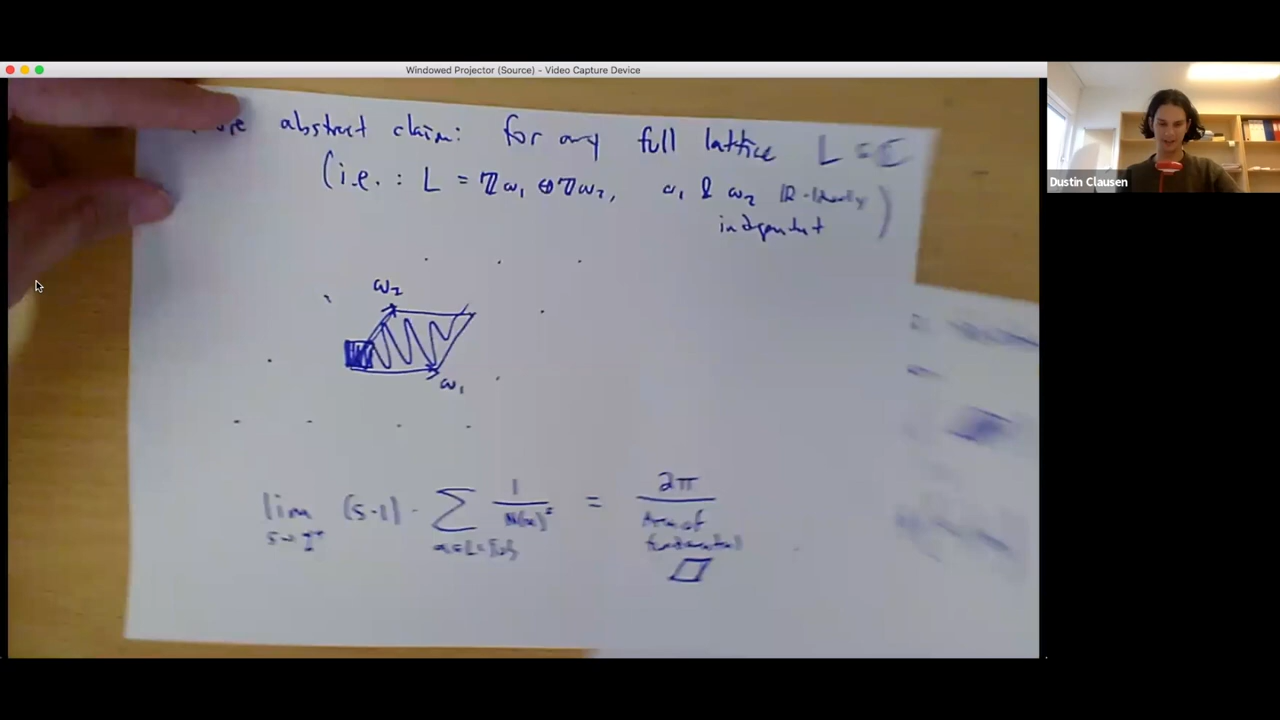 Windowed Projector (Source) - Video Capture Device
abstract claim: for any full lattice L ⊆ ℂ
(i.e.: L = ℤω₁ ⊕ ℤω₂, ω₁ & ω₂ ℝ-linearly
independent)
ω₂
ω₁
lim (s-1) · ∑ 1/N(α)^s = 2π / Area of fundamental ▱
s→1⁺ α∈L-{0}
Dustin Clausen